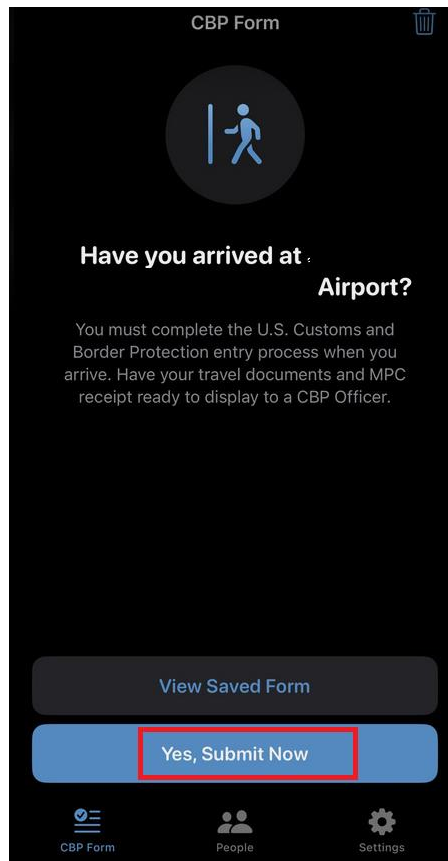 CBP Form
Have you arrived at
Airport?
You must complete the U.S. Customs and
Border Protection entry process when you
arrive. Have your travel documents and MPC
receipt ready to display to a CBP Officer.
View Saved Form
Yes, Submit Now
CBP Form
People
Settings